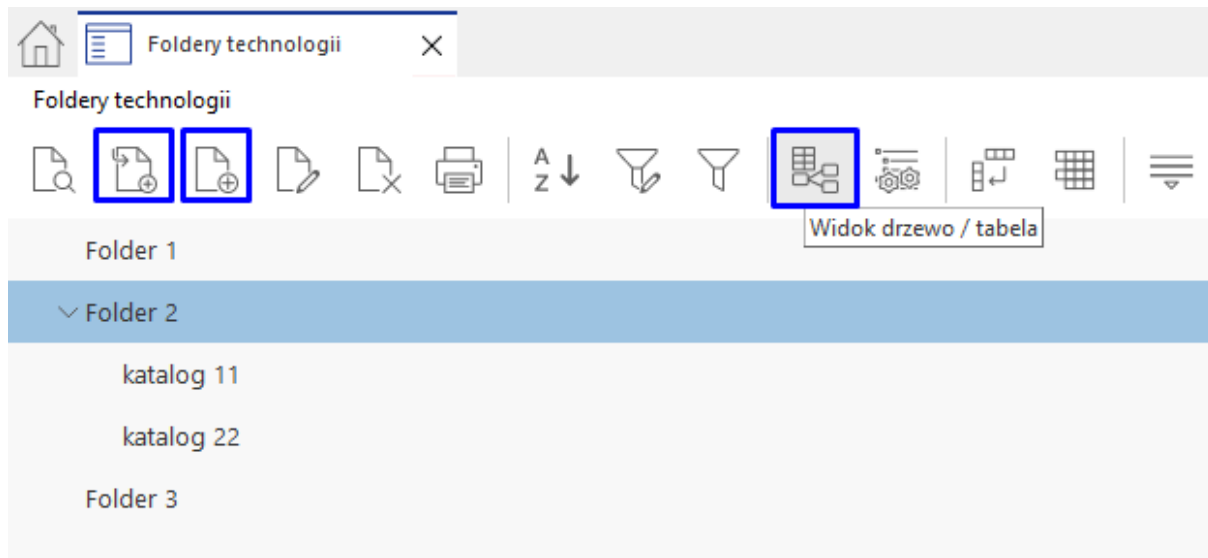 Foldery technologii
Foldery technologii
A
Z
Widok drzewo / tabela
Folder 1
Folder 2
katalog 11
katalog 22
Folder 3